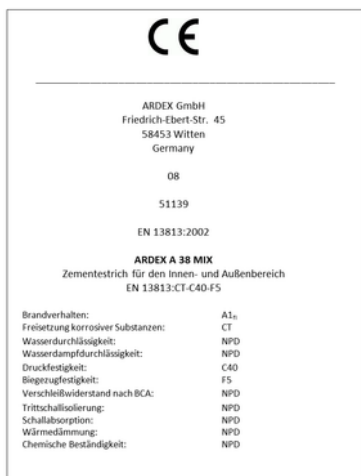 CE
ARDEX GmbH
Friedrich-Ebert-Str. 45
58453 Witten
Germany
08
51139
EN 13813:2002
ARDEX A 38 MIX
Zementestrich für den Innen- und Außenbereich
EN 13813:CT-C40-F5
Brandverhalten: A1fl
Freisetzung korrosiver Substanzen: CT
Wasserdurchlässigkeit: NPD
Wasserdampfdurchlässigkeit: NPD
Druckfestigkeit: C40
Biegezugfestigkeit: F5
Verschleißwiderstand nach BCA: NPD
Trittschallisolierung: NPD
Schallabsorption: NPD
Wärmedämmung: NPD
Chemische Beständigkeit: NPD